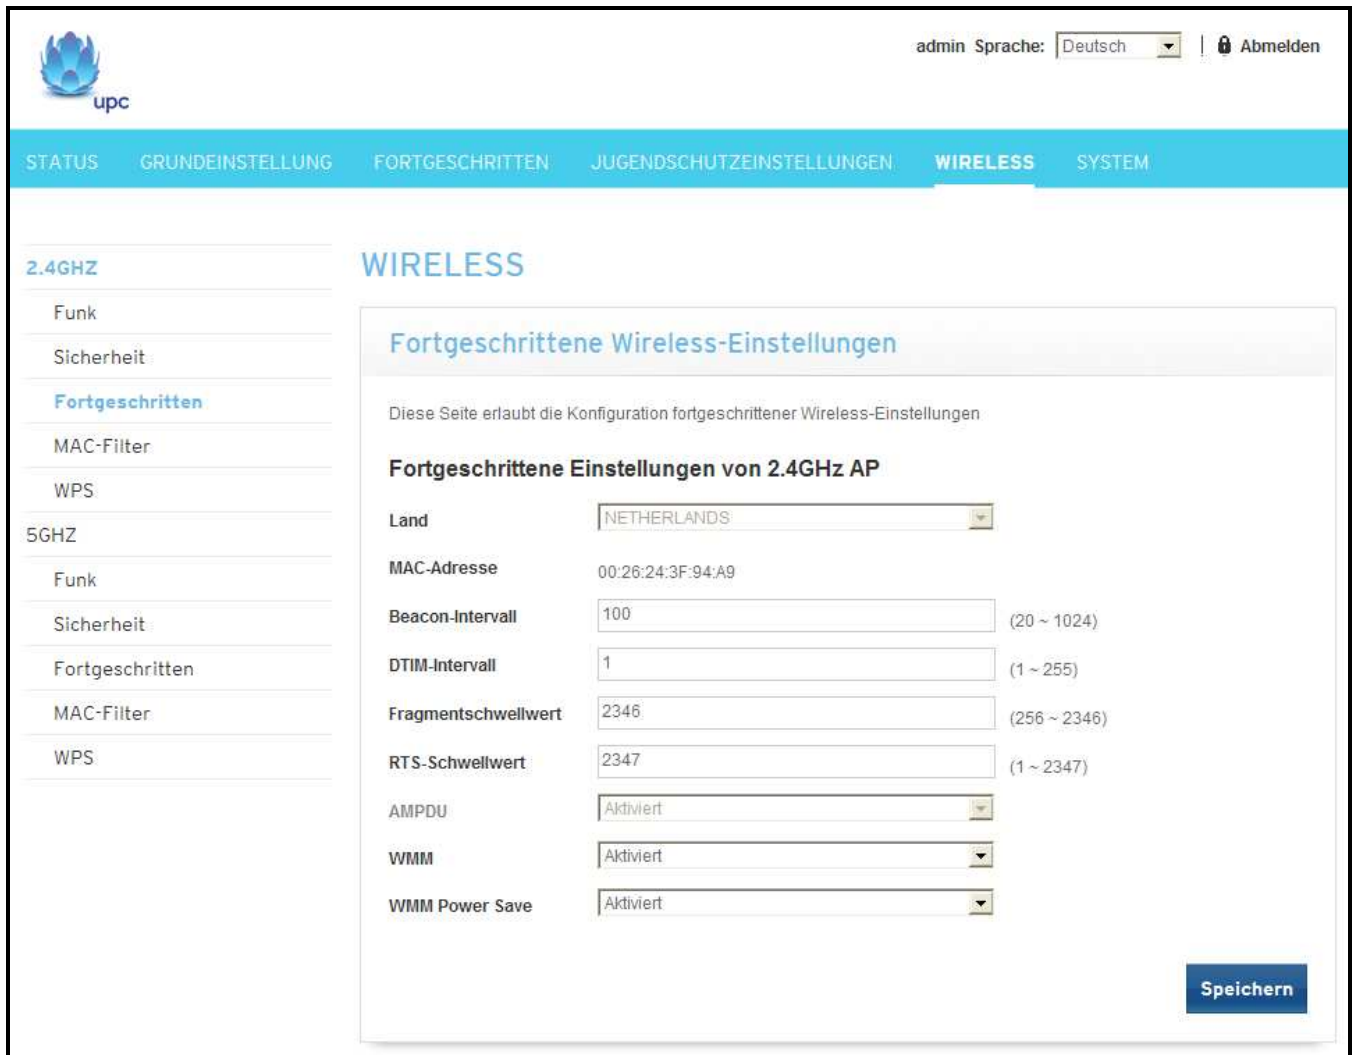 upc
admin Sprache: Deutsch | Abmelden
STATUS GRUNDEINSTELLUNG FORTGESCHRITTEN JUGENDSCHUTZEINSTELLUNGEN WIRELESS SYSTEM
2.4GHZ
Funk
Sicherheit
Fortgeschritten
MAC-Filter
WPS
5GHZ
Funk
Sicherheit
Fortgeschritten
MAC-Filter
WPS
WIRELESS
Fortgeschrittene Wireless-Einstellungen
Diese Seite erlaubt die Konfiguration fortgeschrittener Wireless-Einstellungen
Fortgeschrittene Einstellungen von 2.4GHz AP
Land NETHERLANDS
MAC-Adresse 00:26:24:3F:94:A9
Beacon-Intervall 100 (20 ~ 1024)
DTIM-Intervall 1 (1 ~ 255)
Fragmentschwellwert 2346 (256 ~ 2346)
RTS-Schwellwert 2347 (1 ~ 2347)
AMPDU Aktiviert
WMM Aktiviert
WMM Power Save Aktiviert
Speichern